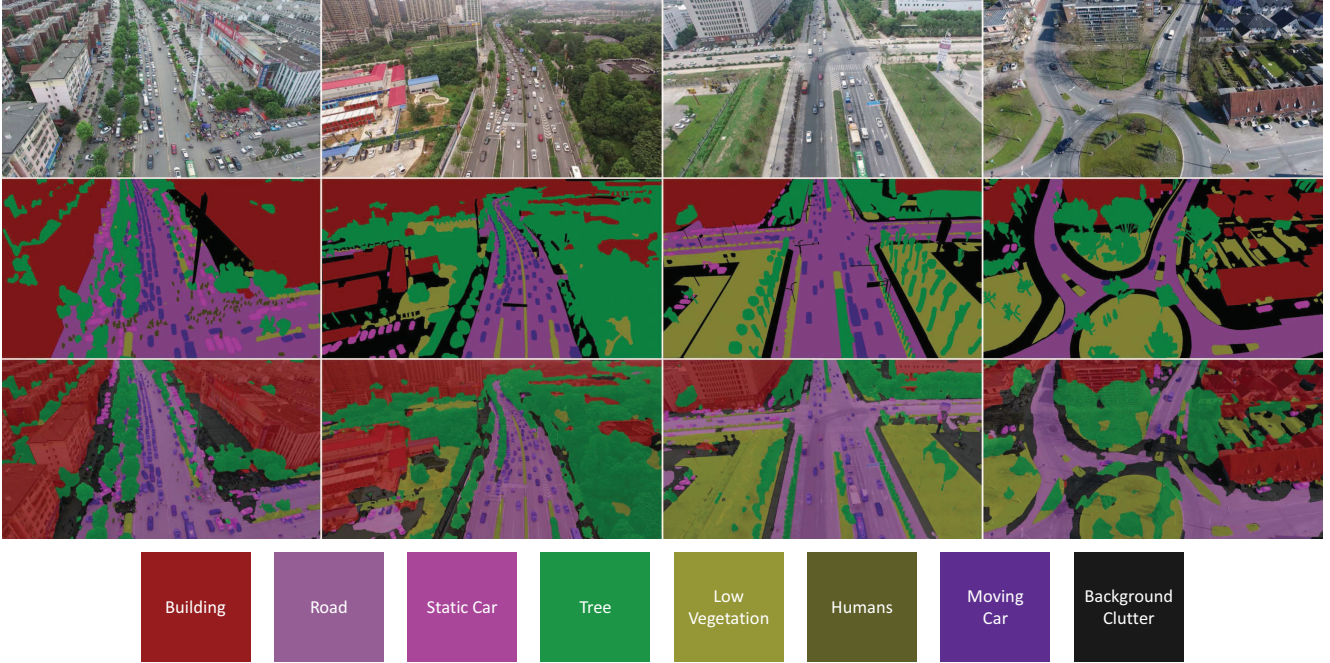 Building
Road
Static Car
Tree
Low
Vegetation
Humans
Moving
Car
Background
Clutter